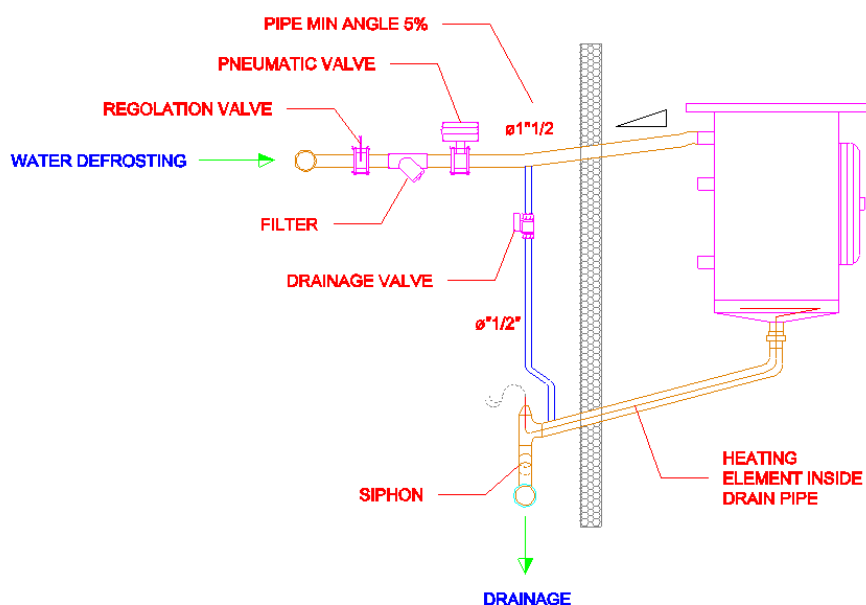 PIPE MIN ANGLE 5%
PNEUMATIC VALVE
REGOLATION VALVE
ø1"1/2
WATER DEFROSTING
FILTER
DRAINAGE VALVE
ø"1/2"
HEATING
ELEMENT INSIDE
DRAIN PIPE
SIPHON
DRAINAGE